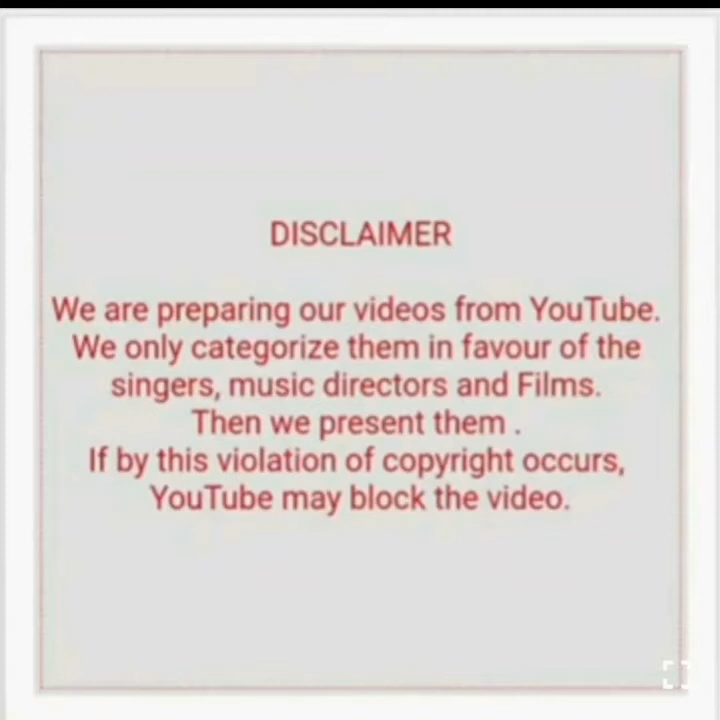 DISCLAIMER
We are preparing our videos from YouTube.
We only categorize them in favour of the
singers, music directors and Films.
Then we present them .
If by this violation of copyright occurs,
YouTube may block the video.